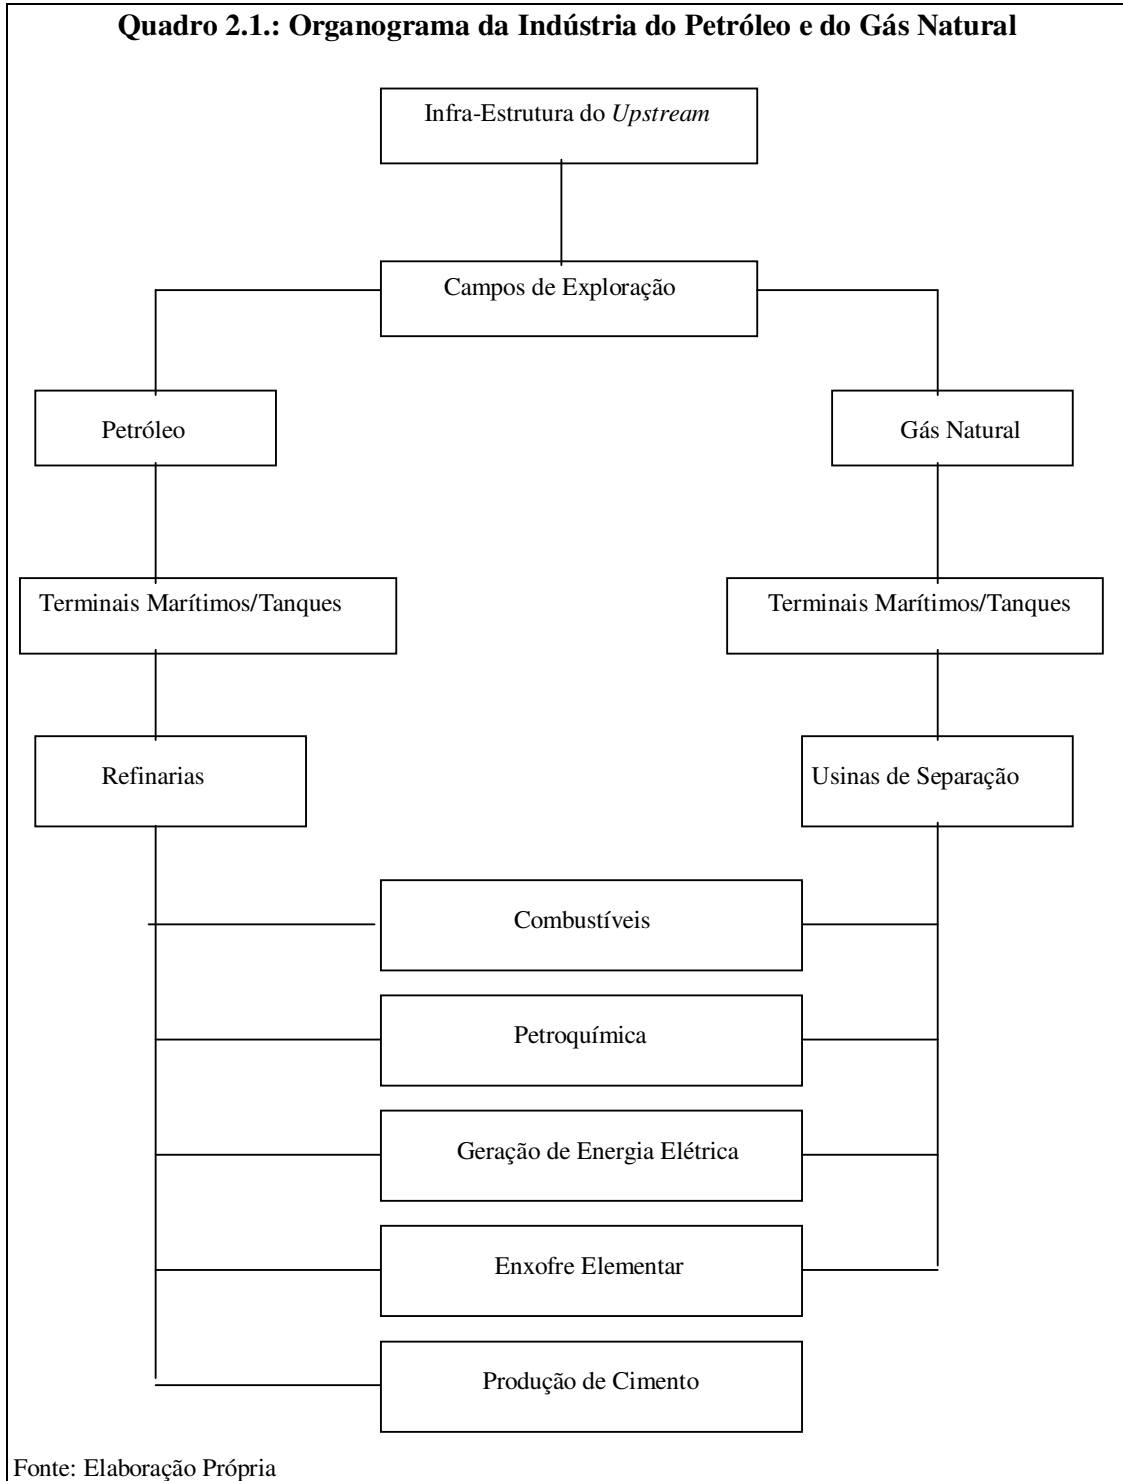 Quadro 2.1.: Organograma da Indústria do Petróleo e do Gás Natural
Infra-Estrutura do Upstream
Campos de Exploração
Petróleo
Gás Natural
Terminais Marítimos/Tanques
Terminais Marítimos/Tanques
Refinarias
Usinas de Separação
Combustíveis
Petroquímica
Geração de Energia Elétrica
Enxofre Elementar
Produção de Cimento
Fonte: Elaboração Própria